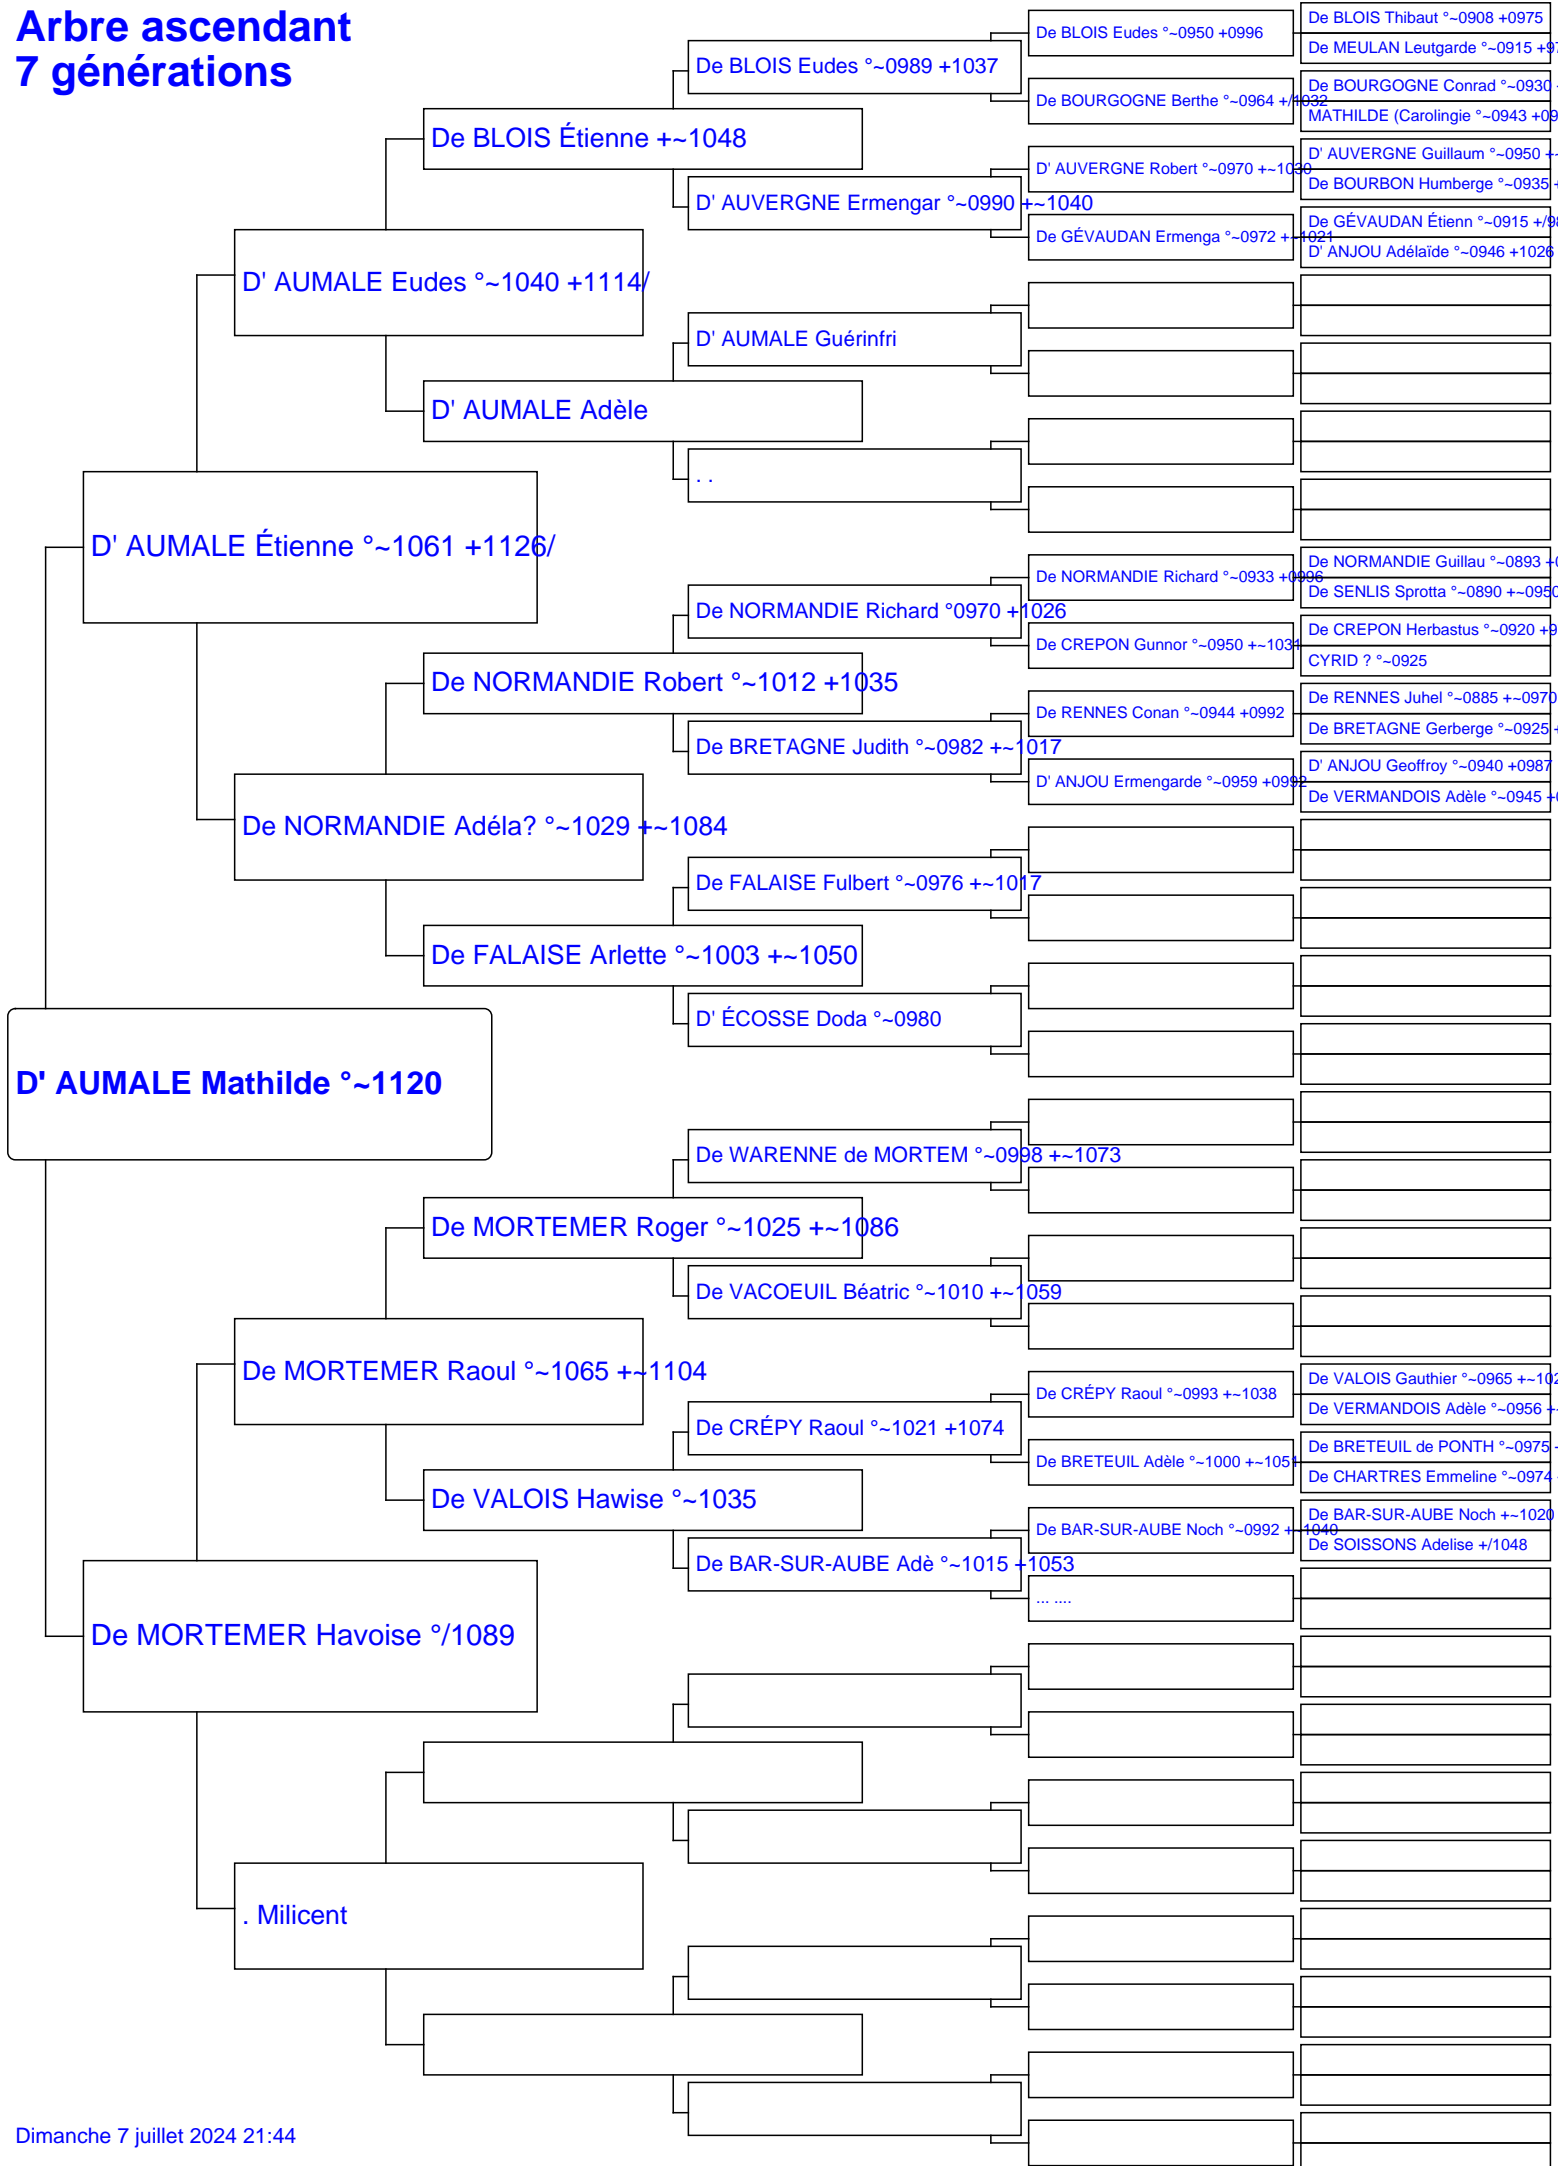 Arbre ascendant
7 générations
De BLOIS Thibaut °~0908 +0975
De BLOIS Eudes °~0950 +0996
De MEULAN Leutgarde °~0915 +97
De BLOIS Eudes °~0989 +1037
De BOURGOGNE Conrad °~0930
De BOURGOGNE Berthe °~0964 +/1032
MATHILDE (Carolingie °~0943 +09
De BLOIS Étienne +~1048
D' AUVERGNE Guillaum °~0950 +~
D' AUVERGNE Robert °~0970 +~1030
De BOURBON Humberge °~0935 +
D' AUVERGNE Ermengar °~0990 +~1040
De GÉVAUDAN Étienn °~0915 +/98
De GÉVAUDAN Ermenga °~0972 +~1021
D' ANJOU Adélaïde °~0946 +1026
D' AUMALE Eudes °~1040 +1114/
D' AUMALE Guérinfri
D' AUMALE Adèle
. .
D' AUMALE Étienne °~1061 +1126/
De NORMANDIE Guillau °~0893 +0
De NORMANDIE Richard °~0933 +0996
De SENLIS Sprotta °~0890 +~0950
De NORMANDIE Richard °0970 +1026
De CREPON Herbastus °~0920 +9
De CREPON Gunnor °~0950 +~1031
CYRID ? °~0925
De NORMANDIE Robert °~1012 +1035
De RENNES Juhel °~0885 +~0970
De RENNES Conan °~0944 +0992
De BRETAGNE Gerberge °~0925 +
De BRETAGNE Judith °~0982 +~1017
D' ANJOU Geoffroy °~0940 +0987
D' ANJOU Ermengarde °~0959 +0992
De VERMANDOIS Adèle °~0945 +0
De NORMANDIE Adéla? °~1029 +~1084
De FALAISE Fulbert °~0976 +~1017
De FALAISE Arlette °~1003 +~1050
D' ÉCOSSE Doda °~0980
D' AUMALE Mathilde °~1120
De WARENNE de MORTEM °~0998 +~1073
De MORTEMER Roger °~1025 +~1086
De VACOEUIL Béatric °~1010 +~1059
De MORTEMER Raoul °~1065 +~1104
De VALOIS Gauthier °~0965 +~102
De CRÉPY Raoul °~0993 +~1038
De VERMANDOIS Adèle °~0956 +~
De CRÉPY Raoul °~1021 +1074
De BRETEUIL de PONTH °~0975
De BRETEUIL Adèle °~1000 +~1051
De CHARTRES Emmeline °~0974
De VALOIS Hawise °~1035
De BAR-SUR-AUBE Noch +~1020
De BAR-SUR-AUBE Noch °~0992 +~1040
De SOISSONS Adelise +/1048
De BAR-SUR-AUBE Adè °~1015 +1053
... ....
De MORTEMER Havoise °/1089
. Milicent
Dimanche 7 juillet 2024 21:44